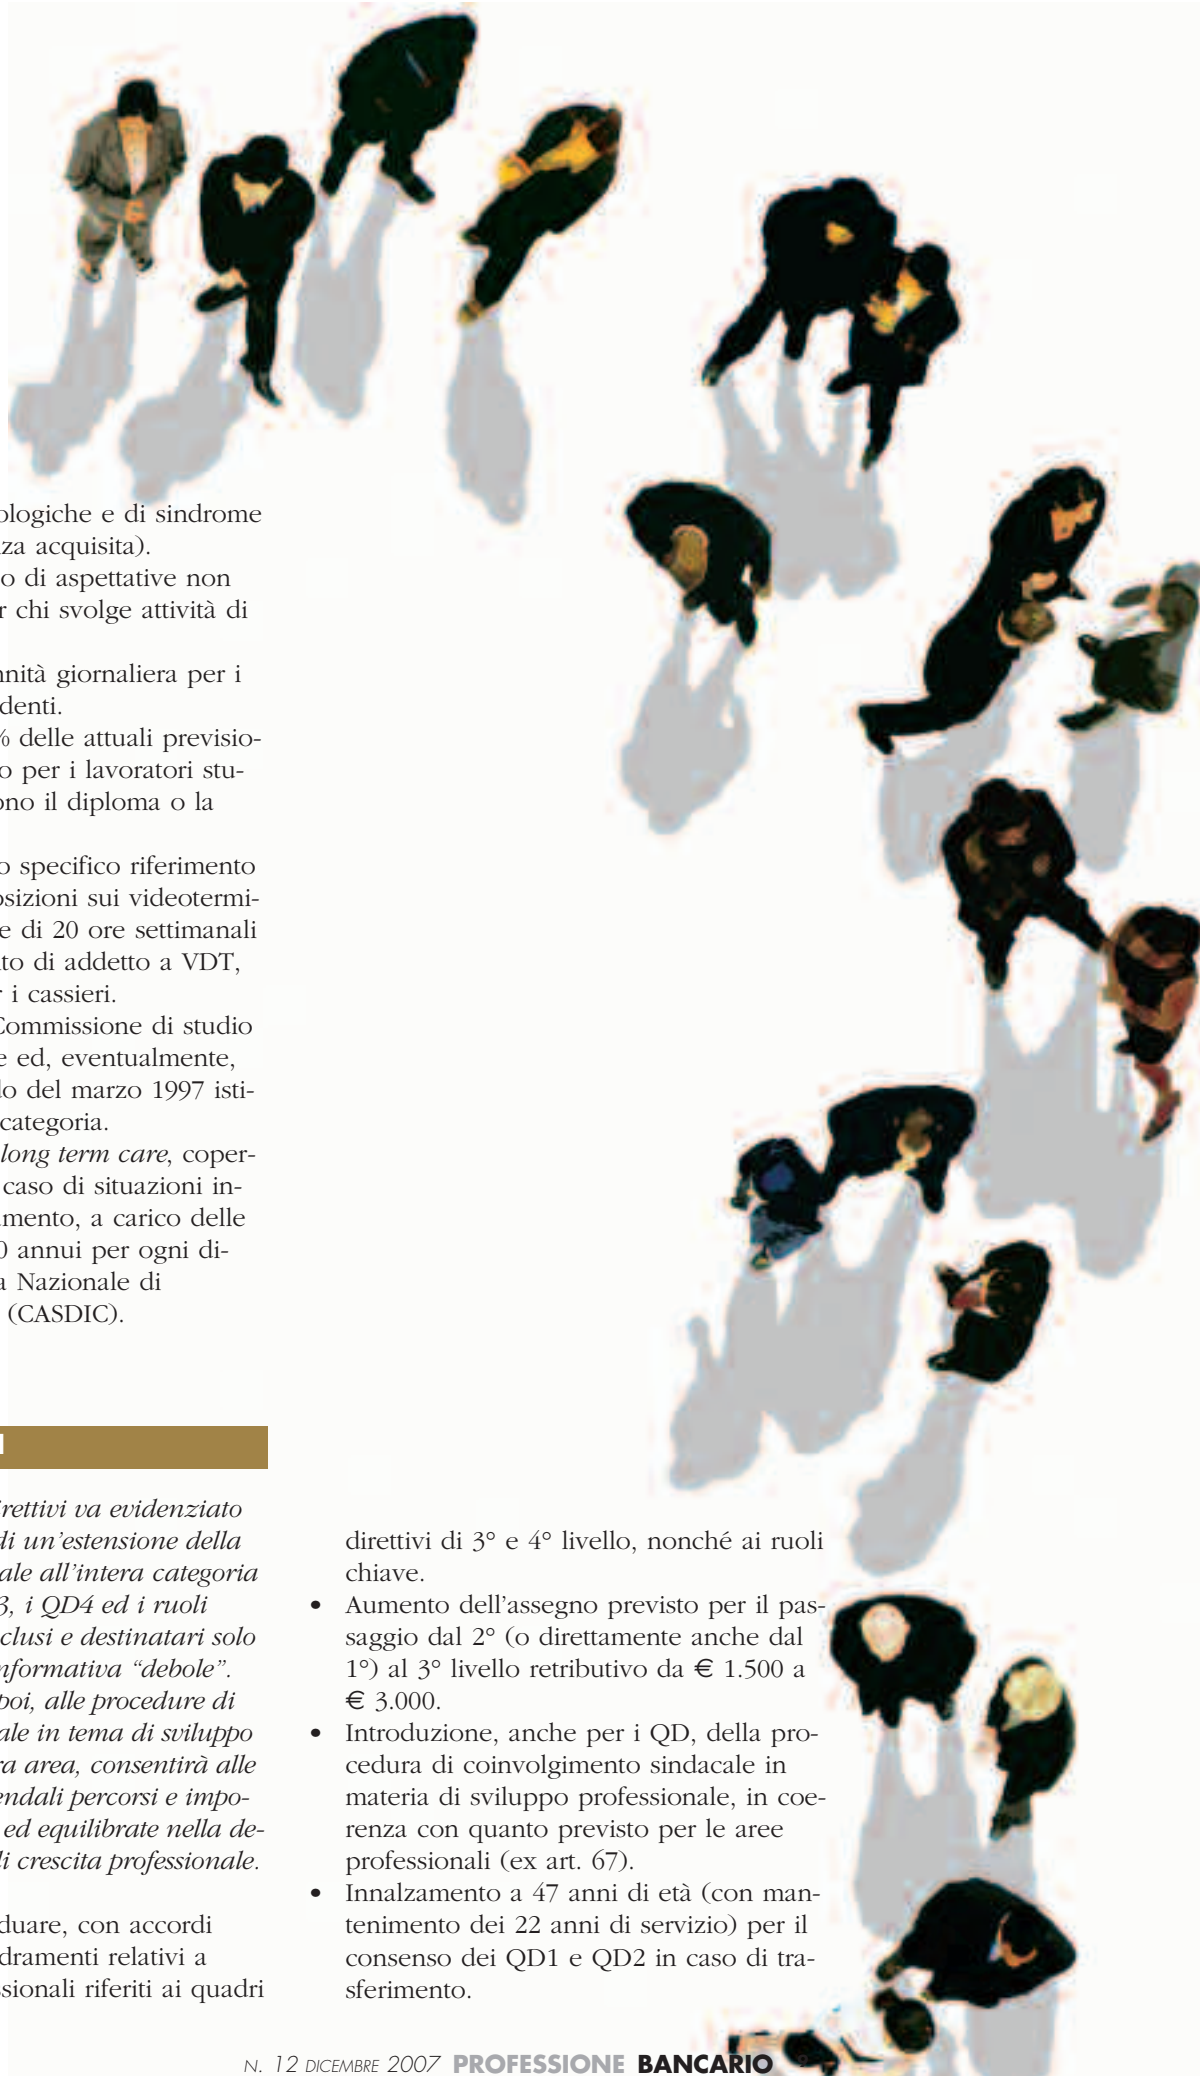 ologiche e di sindrome
za acquisita).
o di aspettative non
r chi svolge attività di
nnità giornaliera per i
denti.
% delle attuali previsio-
o per i lavoratori stu-
ono il diploma o la
o specifico riferimento
osizioni sui videotermi-
e di 20 ore settimanali
to di addetto a VDT,
r i cassieri.
Commissione di studio
e ed, eventualmente,
lo del marzo 1997 isti-
categoria.
long term care, coper-
caso di situazioni in-
mento, a carico delle
0 annui per ogni di-
a Nazionale di
(CASDIC).
I
irettivi va evidenziato
di un'estensione della
ale all'intera categoria
3, i QD4 ed i ruoli
clusi e destinatari solo
nformativa “debole”.
poi, alle procedure di
ale in tema di sviluppo
ra area, consentirà alle
endali percorsi e impo-
ed equilibrate nella de-
li crescita professionale.
duare, con accordi
dramenti relativi a
ssionali riferiti ai quadri
direttivi di 3° e 4° livello, nonché ai ruoli
chiave.
• Aumento dell'assegno previsto per il pas-
saggio dal 2° (o direttamente anche dal
1°) al 3° livello retributivo da € 1.500 a
€ 3.000.
• Introduzione, anche per i QD, della pro-
cedura di coinvolgimento sindacale in
materia di sviluppo professionale, in coe-
renza con quanto previsto per le aree
professionali (ex art. 67).
• Innalzamento a 47 anni di età (con man-
tenimento dei 22 anni di servizio) per il
consenso dei QD1 e QD2 in caso di tra-
sferimento.
N. 12 DICEMBRE 2007 PROFESSIONE BANCARIO